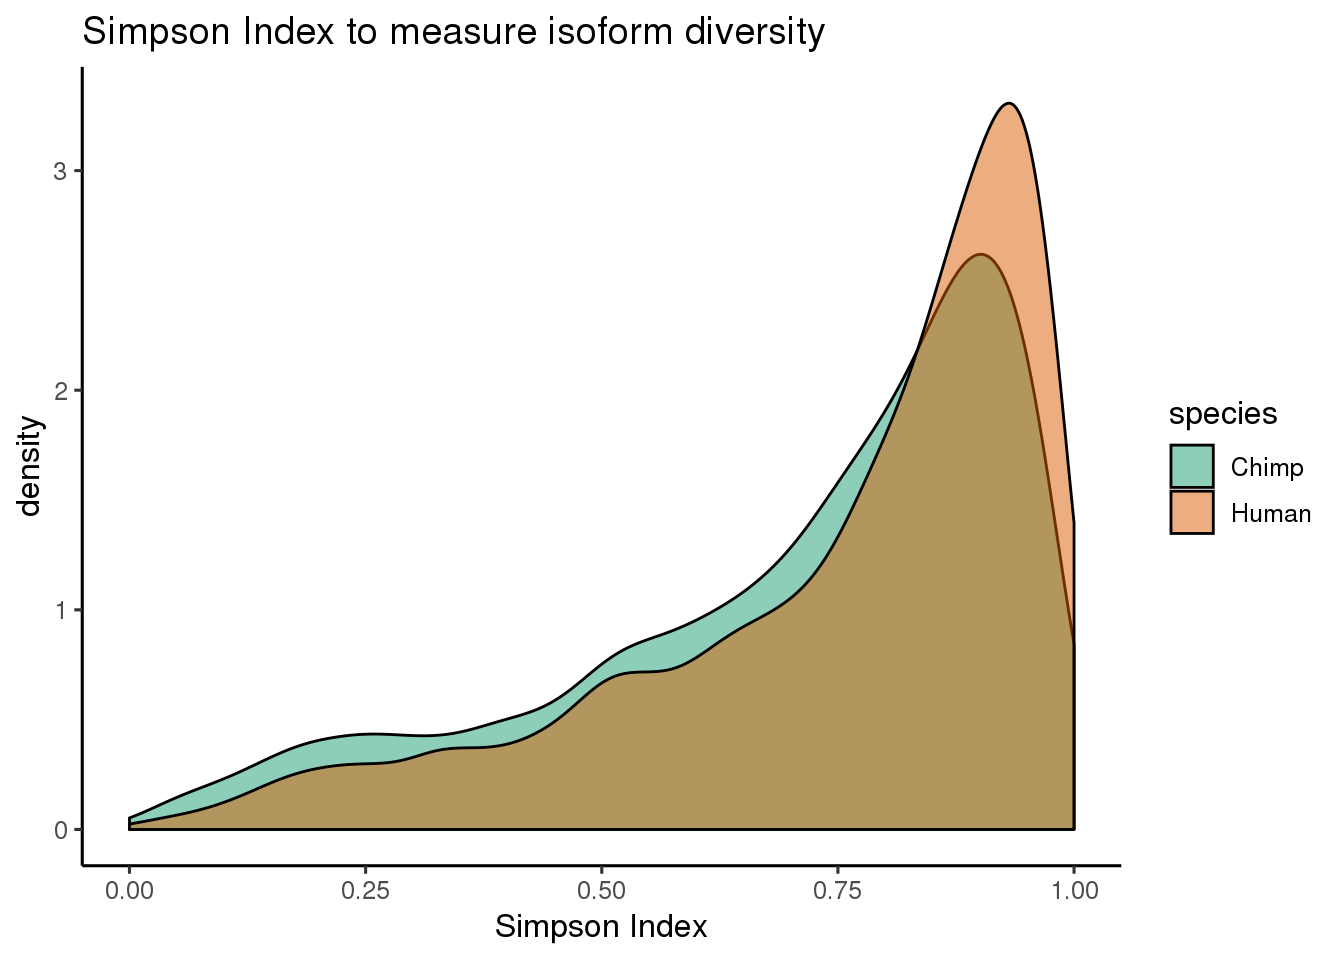 Simpson Index to measure isoform diversity
3
2
1
0
density
0.00 0.25 0.50 0.75 1.00
Simpson Index
species
Chimp
Human